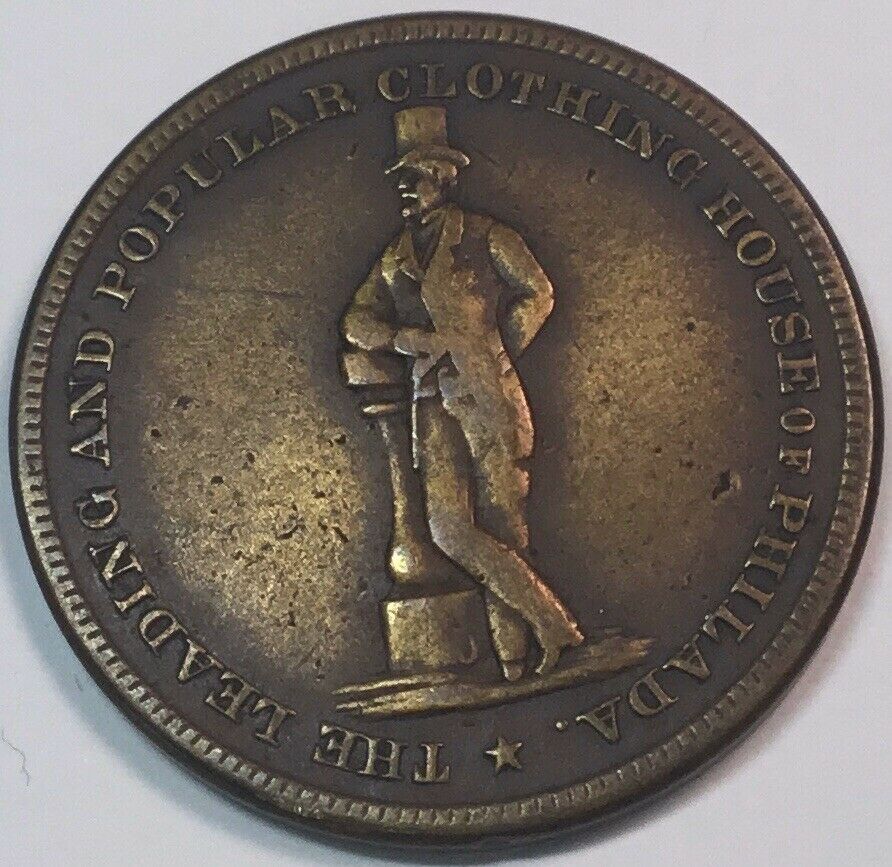 THE LEADING AND POPULAR CLOTHING HOUSE OF PHILADA. ★